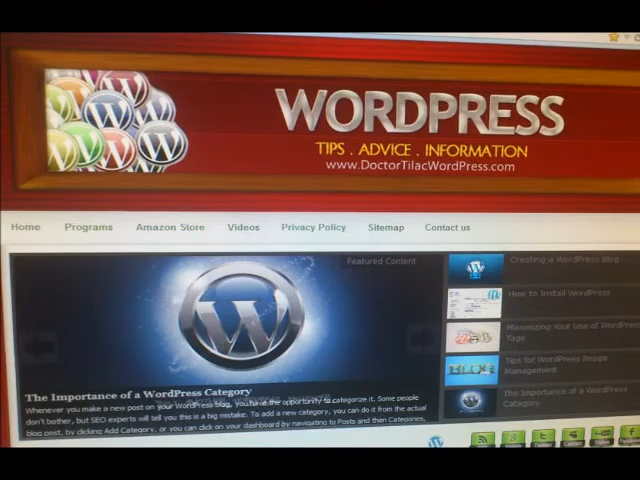 WORDPRESS
TIPS . ADVICE . INFORMATION
www.DoctorTilacWordPress.com
Home Programs Amazon Store Videos Privacy Policy Sitemap Contact us
Featured Content
Creating a WordPress Blog
How to Install WordPress
Maximizing Your Use of WordPress
Tags
Tips for WordPress Image
Management
The Importance of a WordPress
Category
The Importance of a WordPress Category
Whenever you make a new post on your WordPress blog, you have the opportunity to categorize it. Some people
don't bother, but SEO experts will tell you this is a big mistake. To add a new category, you can do it from the actual
blog post, by clicking Add Category, or you can click on your dashboard by navigating to Posts and then Categories,